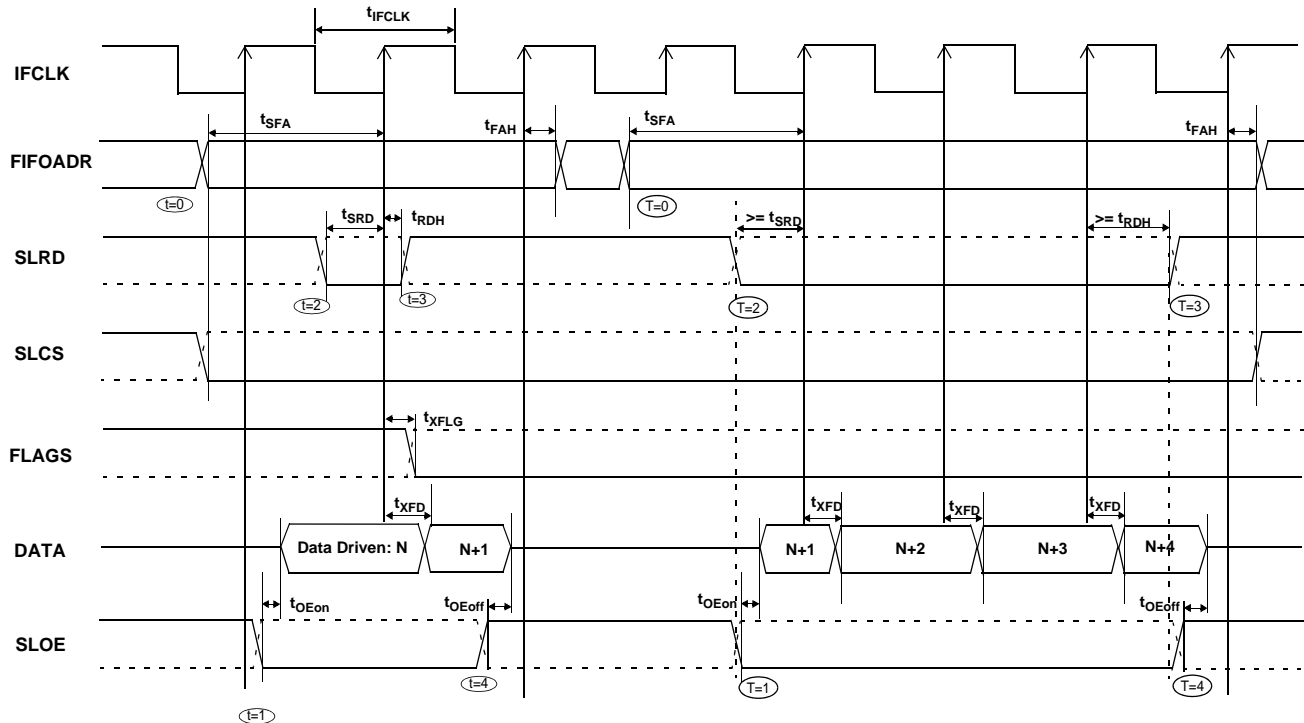 tIFCLK
IFCLK
tSFA
tFAH
tSFA
tFAH
FIFOADR
t=0
T=0
tSRD
tRDH
>= tSRD
>= tRDH
SLRD
t=2
t=3
T=2
T=3
SLCS
tXFLG
FLAGS
tXFD
tXFD
tXFD
tXFD
DATA
Data Driven: N
N+1
N+1
N+2
N+3
N+4
tOEon
tOEoff
tOEon
tOEoff
SLOE
t=4
T=1
T=4
t=1